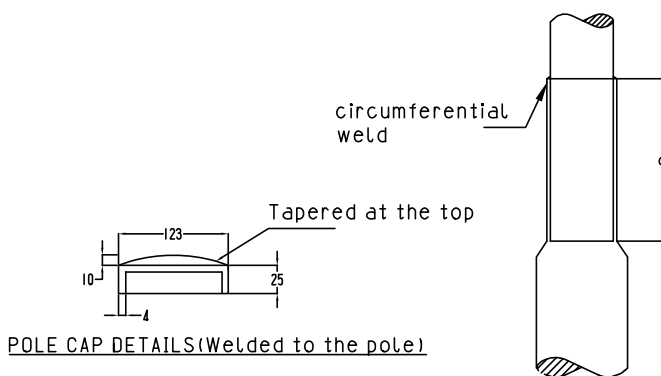 circumferential
weld
Tapered at the top
123
10
25
4
POLE CAP DETAILS(Welded to the pole)